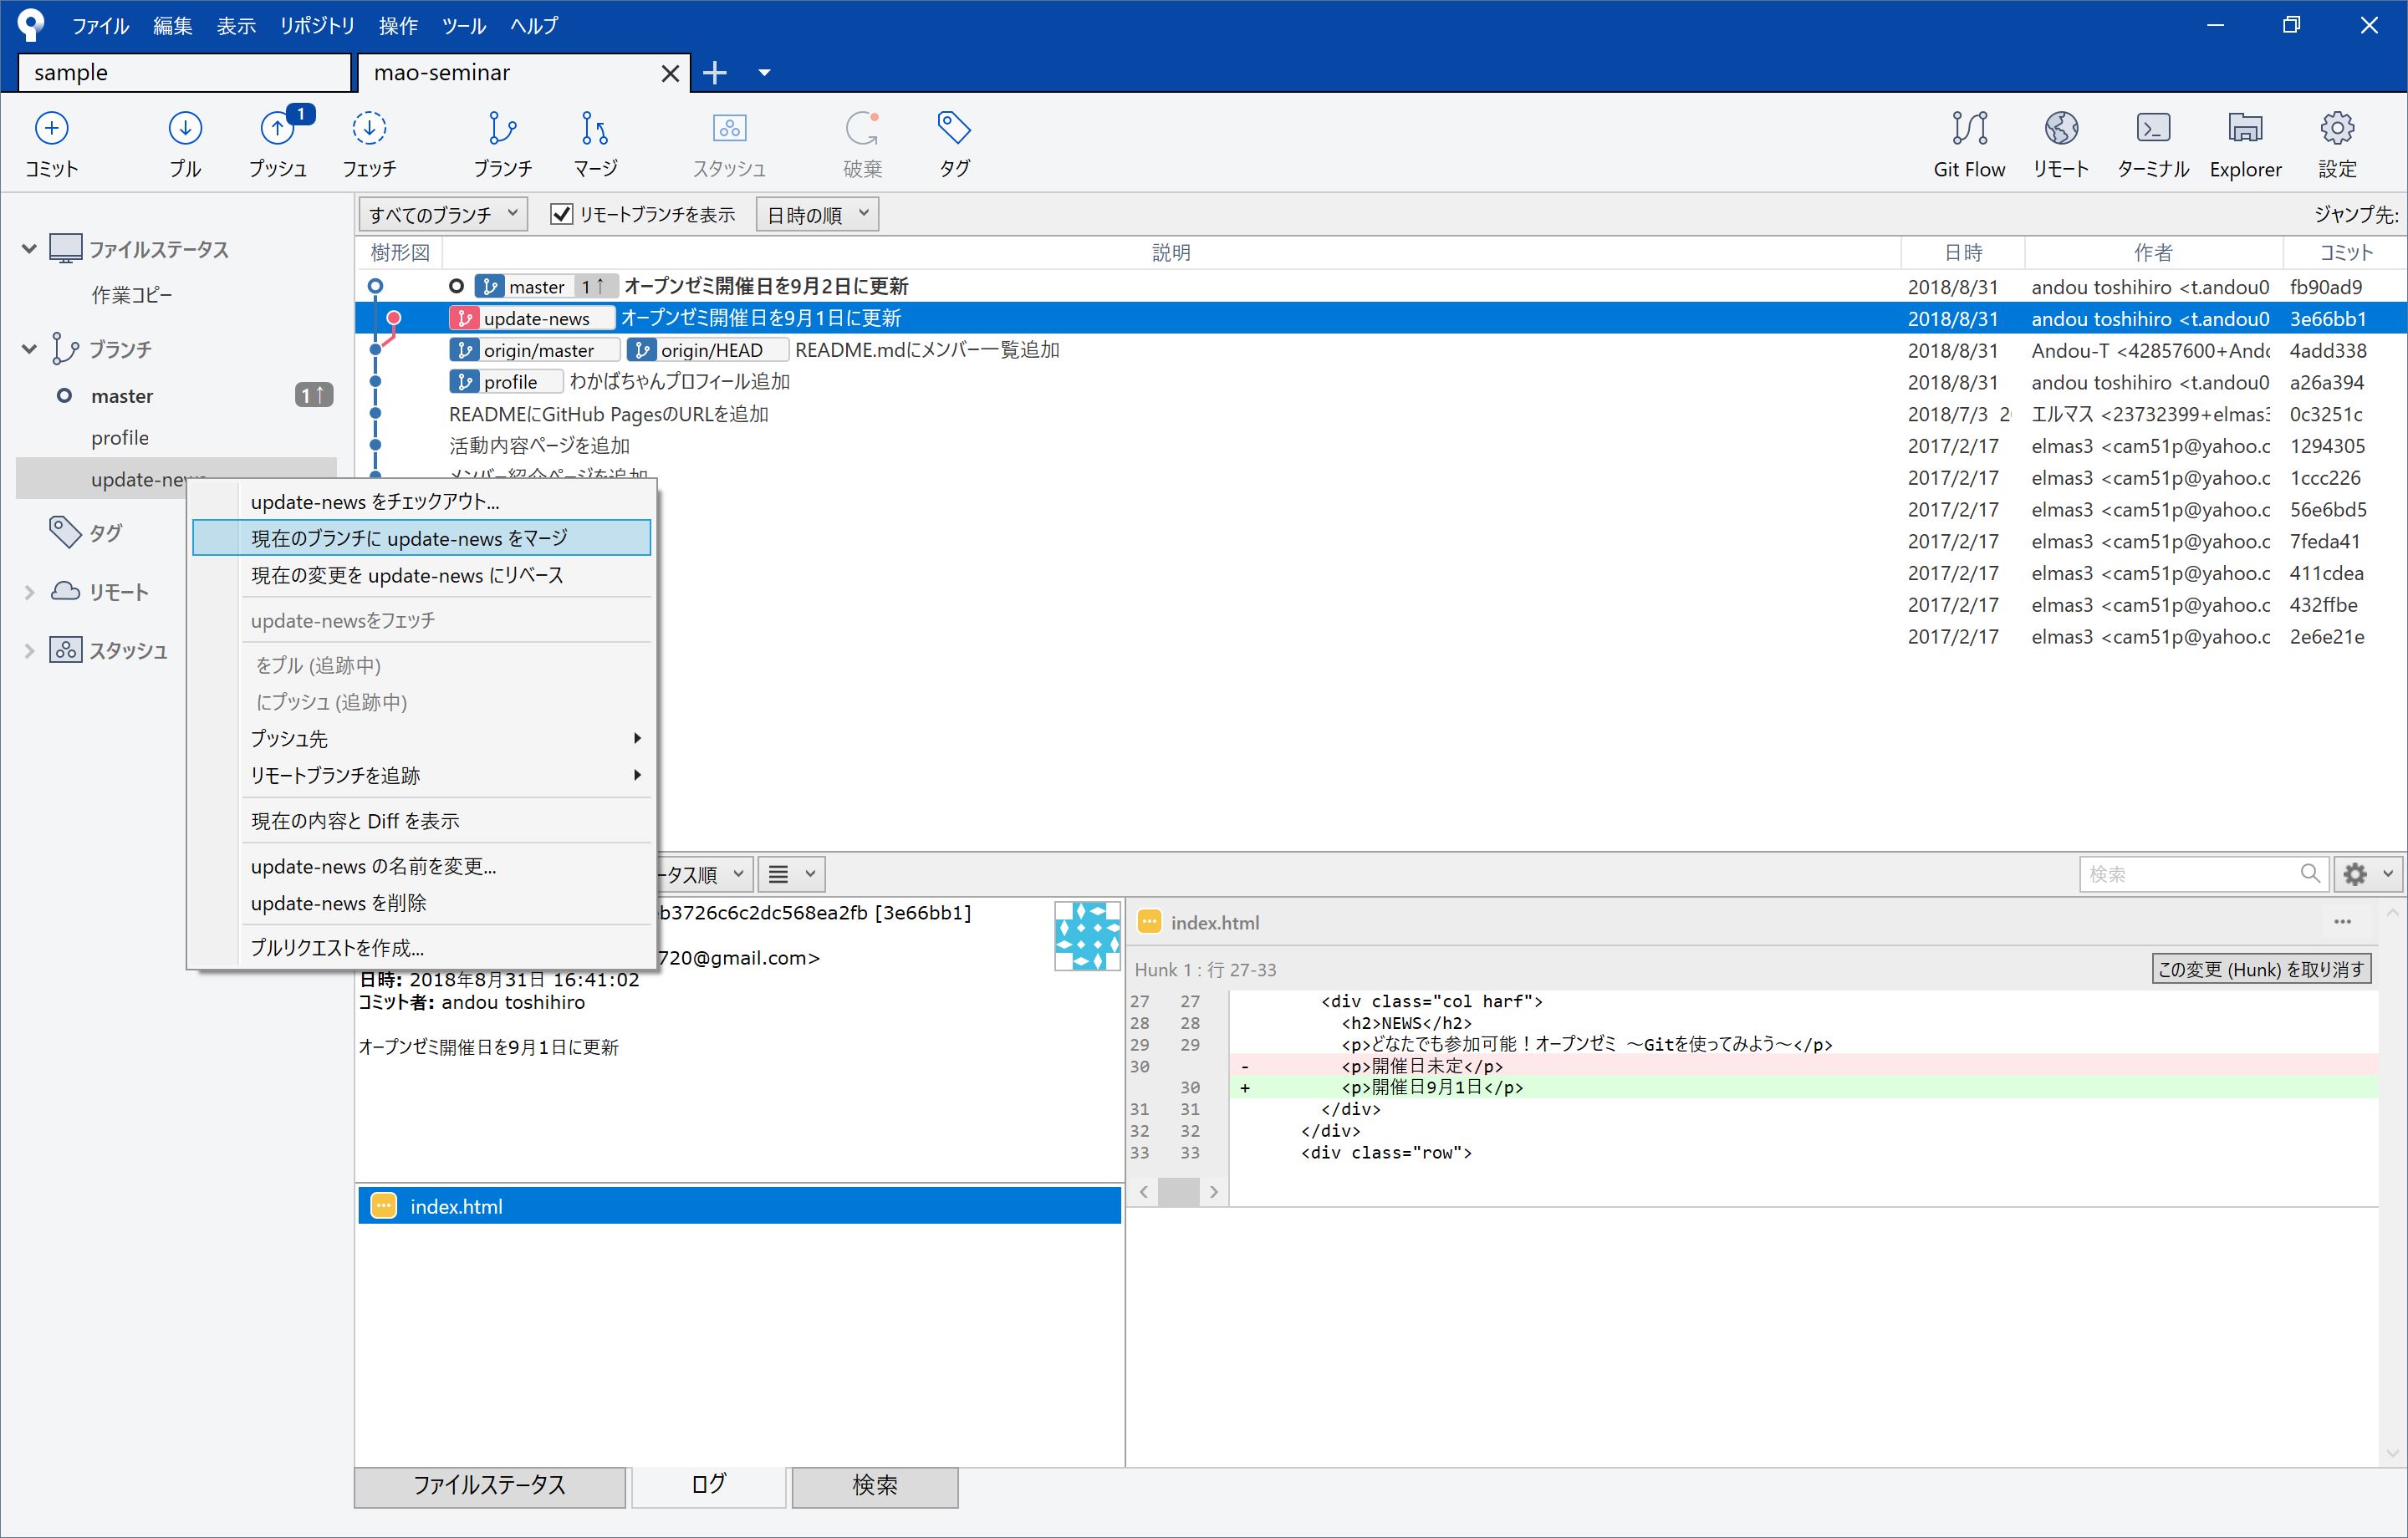 ファイル 編集 表示 リポジトリ 操作 ツール ヘルプ
sample mao-seminar
1
コミット プル プッシュ フェッチ ブランチ マージ スタッシュ 破棄 タグ Git Flow リモート ターミナル Explorer 設定
すべてのブランチ リモートブランチを表示 日時の順 ジャンプ先:
樹形図 説明 日時 作者 コミット
master 1↑ オープンゼミ開催日を9月2日に更新 2018/8/31 andou toshihiro <t.andou0 fb90ad9
update-news オープンゼミ開催日を9月1日に更新 2018/8/31 andou toshihiro <t.andou0 3e66bb1
origin/master origin/HEAD README.mdにメンバー一覧追加 2018/8/31 Andou-T <42857600+Ando 4add338
profile わかばちゃんプロフィール追加 2018/8/31 andou toshihiro <t.andou0 a26a394
READMEにGitHub PagesのURLを追加 2018/7/3 2 エルマス <23732399+elmas3 0c3251c
活動内容ページを追加 2017/2/17 elmas3 <cam51p@yahoo.c 1294305
メンバー紹介ページを追加 2017/2/17 elmas3 <cam51p@yahoo.c 1ccc226
2017/2/17 elmas3 <cam51p@yahoo.c 56e6bd5
2017/2/17 elmas3 <cam51p@yahoo.c 7feda41
2017/2/17 elmas3 <cam51p@yahoo.c 411cdea
2017/2/17 elmas3 <cam51p@yahoo.c 432ffbe
2017/2/17 elmas3 <cam51p@yahoo.c 2e6e21e
ファイルステータス
作業コピー
ブランチ
master 1↑
profile
update-news
タグ
リモート
スタッシュ
update-news をチェックアウト...
現在のブランチに update-news をマージ
現在の変更を update-news にリベース
update-newsをフェッチ
をプル (追跡中)
にプッシュ (追跡中)
プッシュ先
リモートブランチを追跡
現在の内容と Diff を表示
update-news の名前を変更...
update-news を削除
プルリクエストを作成...
ータス順 検索
b3726c6c2dc568ea2fb [3e66bb1]
720@gmail.com>
日時: 2018年8月31日 16:41:02
コミット者: andou toshihiro
オープンゼミ開催日を9月1日に更新
index.html
index.html
Hunk 1 : 行 27-33 この変更 (Hunk) を取り消す
27 27 <div class="col harf">
28 28 <h2>NEWS</h2>
29 29 <p>どなたでも参加可能！オープンゼミ ～Gitを使ってみよう～</p>
30 - <p>開催日未定</p>
30 + <p>開催日9月1日</p>
31 31 </div>
32 32 </div>
33 33 <div class="row">
ファイルステータス ログ 検索